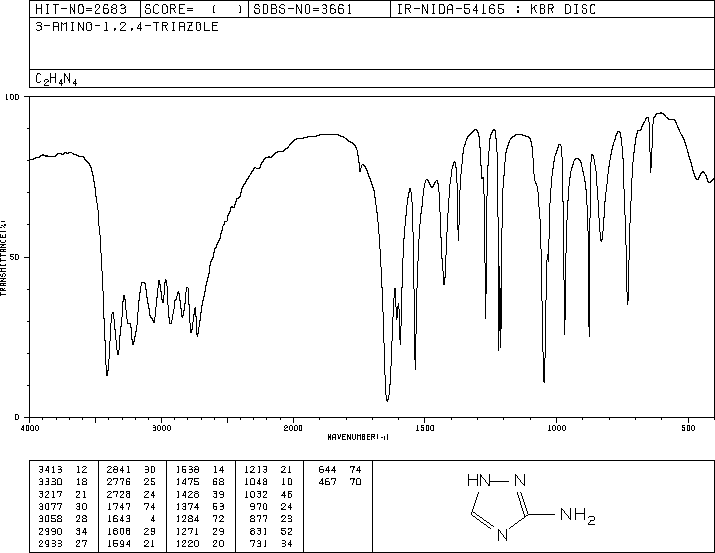 HIT-NO=2683 SCORE= ( ) SDBS-NO=3661 IR-NIDA-54165 : KBR DISC
3-AMINO-1,2,4-TRIAZOLE
C2H4N4
100
50
0
TRANSMITTANCE(%)
4000 3000 2000 1500 1000 500
WAVENUMBER(-1)
3413 12 2841 30 1538 14 1213 21 644 74
3330 18 2776 25 1475 68 1048 10 467 70
3217 21 2728 24 1428 39 1032 46
3077 30 1747 74 1374 53 970 24
3058 28 1643 4 1284 72 877 23
2990 34 1608 29 1271 29 831 52
2933 27 1594 21 1220 20 731 34
HN N
N NH2